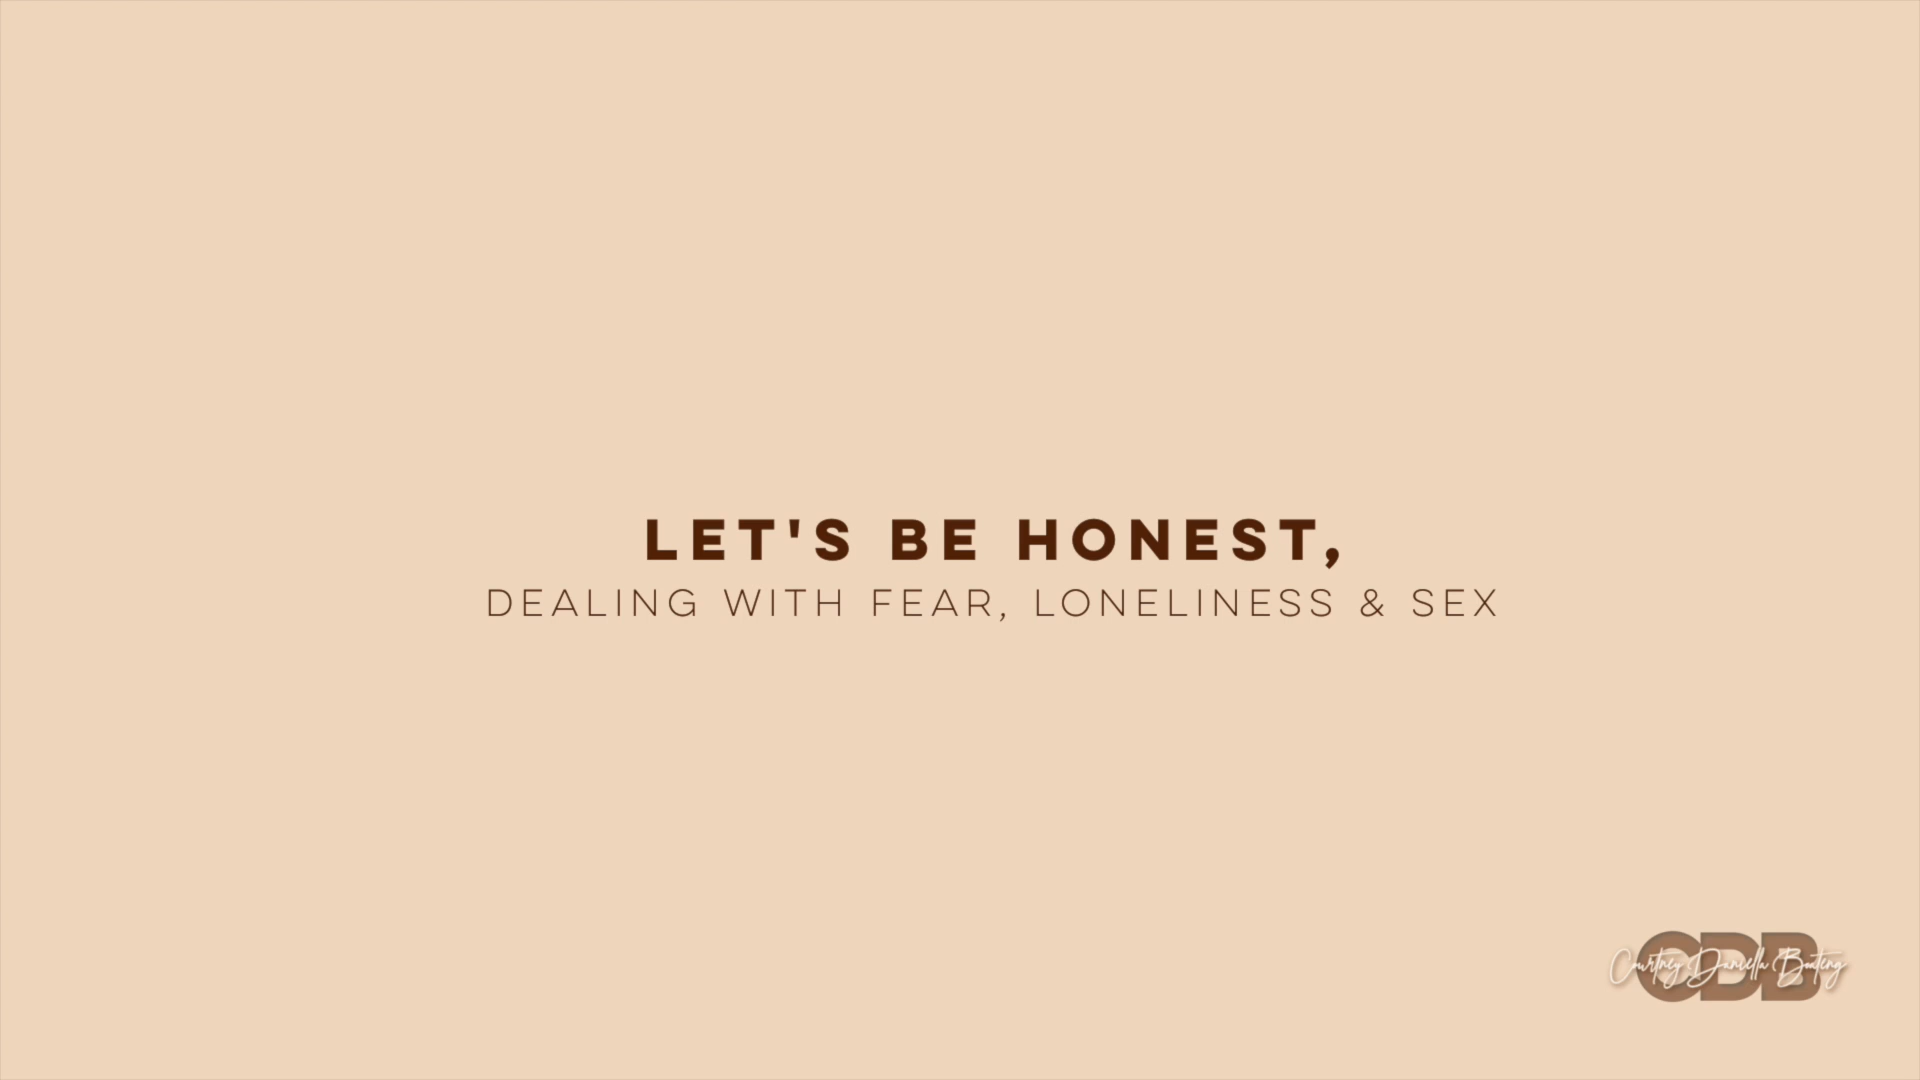 LET'S BE HONEST,
DEALING WITH FEAR, LONELINESS & SEX
CDB
Courtney Daniella Boateng